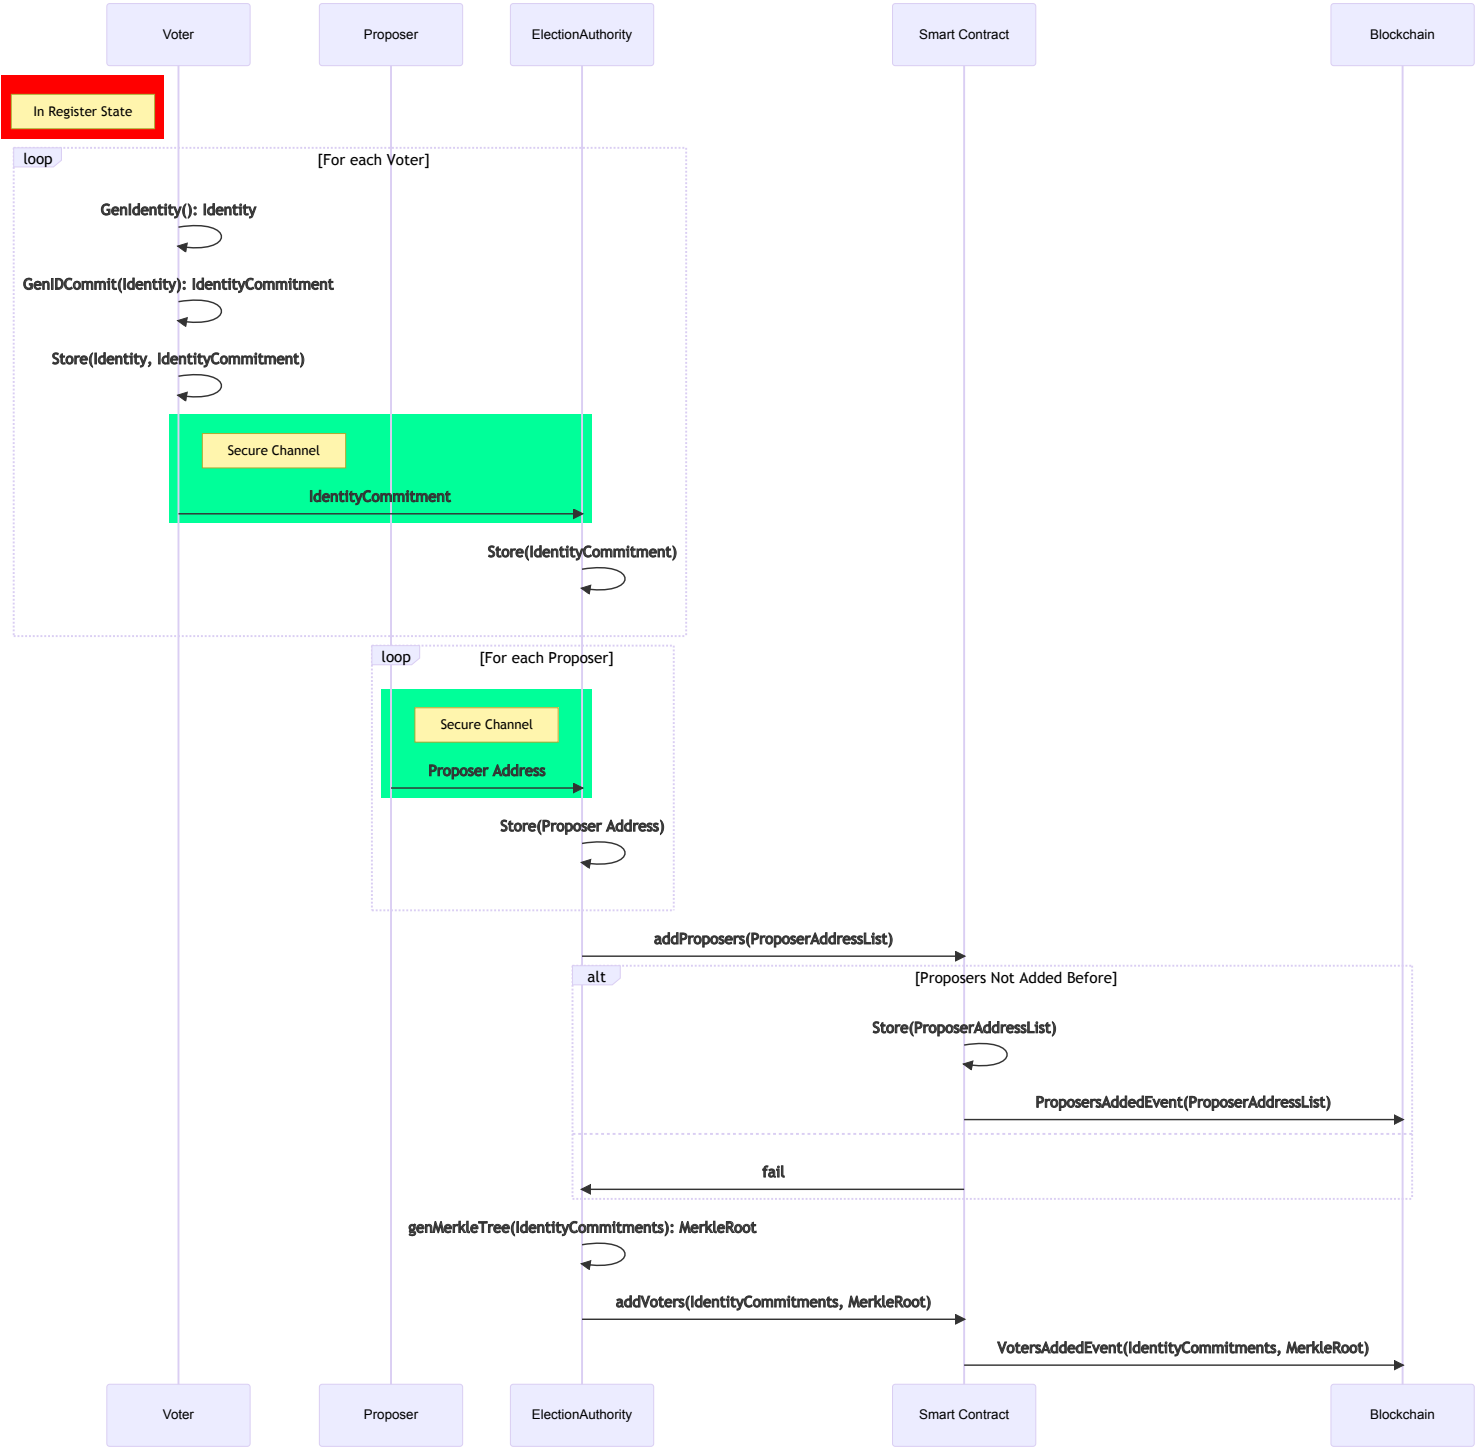 Voter
Proposer
ElectionAuthority
Smart Contract
Blockchain
In Register State
loop
[For each Voter]
GenIdentity(): Identity
GenIDCommit(Identity): IdentityCommitment
Store(Identity, IdentityCommitment)
Secure Channel
IdentityCommitment
Store(IdentityCommitment)
loop
[For each Proposer]
Secure Channel
Proposer Address
Store(Proposer Address)
addProposers(ProposerAddressList)
alt
[Proposers Not Added Before]
Store(ProposerAddressList)
ProposersAddedEvent(ProposerAddressList)
fail
genMerkleTree(IdentityCommitments): MerkleRoot
addVoters(IdentityCommitments, MerkleRoot)
VotersAddedEvent(IdentityCommitments, MerkleRoot)
Voter
Proposer
ElectionAuthority
Smart Contract
Blockchain